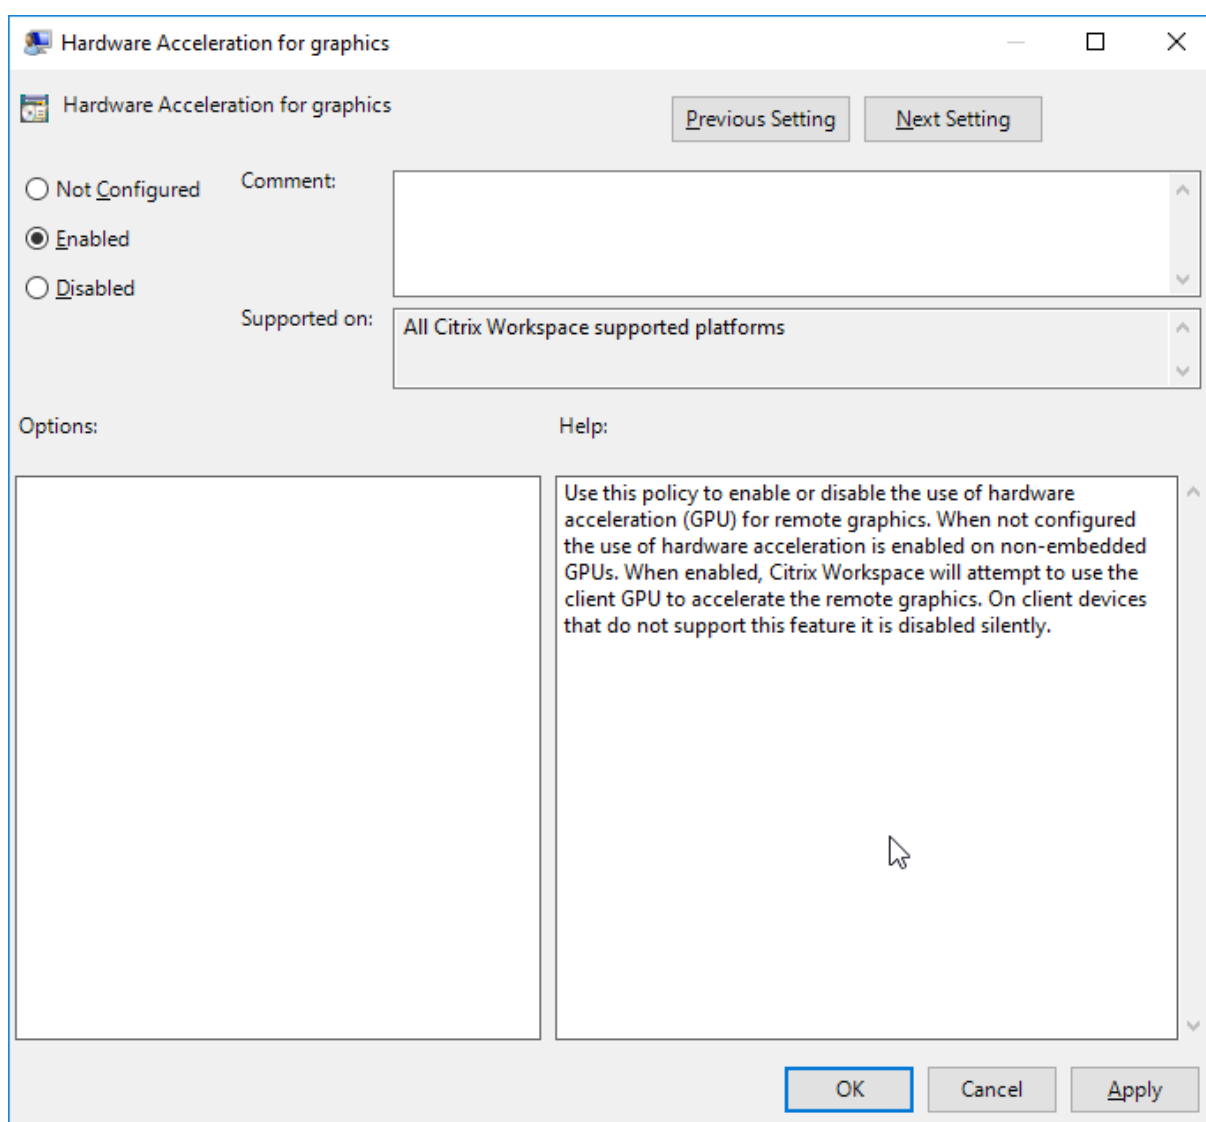 Hardware Acceleration for graphics
Hardware Acceleration for graphics
Previous Setting
Next Setting
Not Configured
Enabled
Disabled
Comment:
Supported on:
All Citrix Workspace supported platforms
Options:
Help:
Use this policy to enable or disable the use of hardware
acceleration (GPU) for remote graphics. When not configured
the use of hardware acceleration is enabled on non-embedded
GPUs. When enabled, Citrix Workspace will attempt to use the
client GPU to accelerate the remote graphics. On client devices
that do not support this feature it is disabled silently.
OK
Cancel
Apply